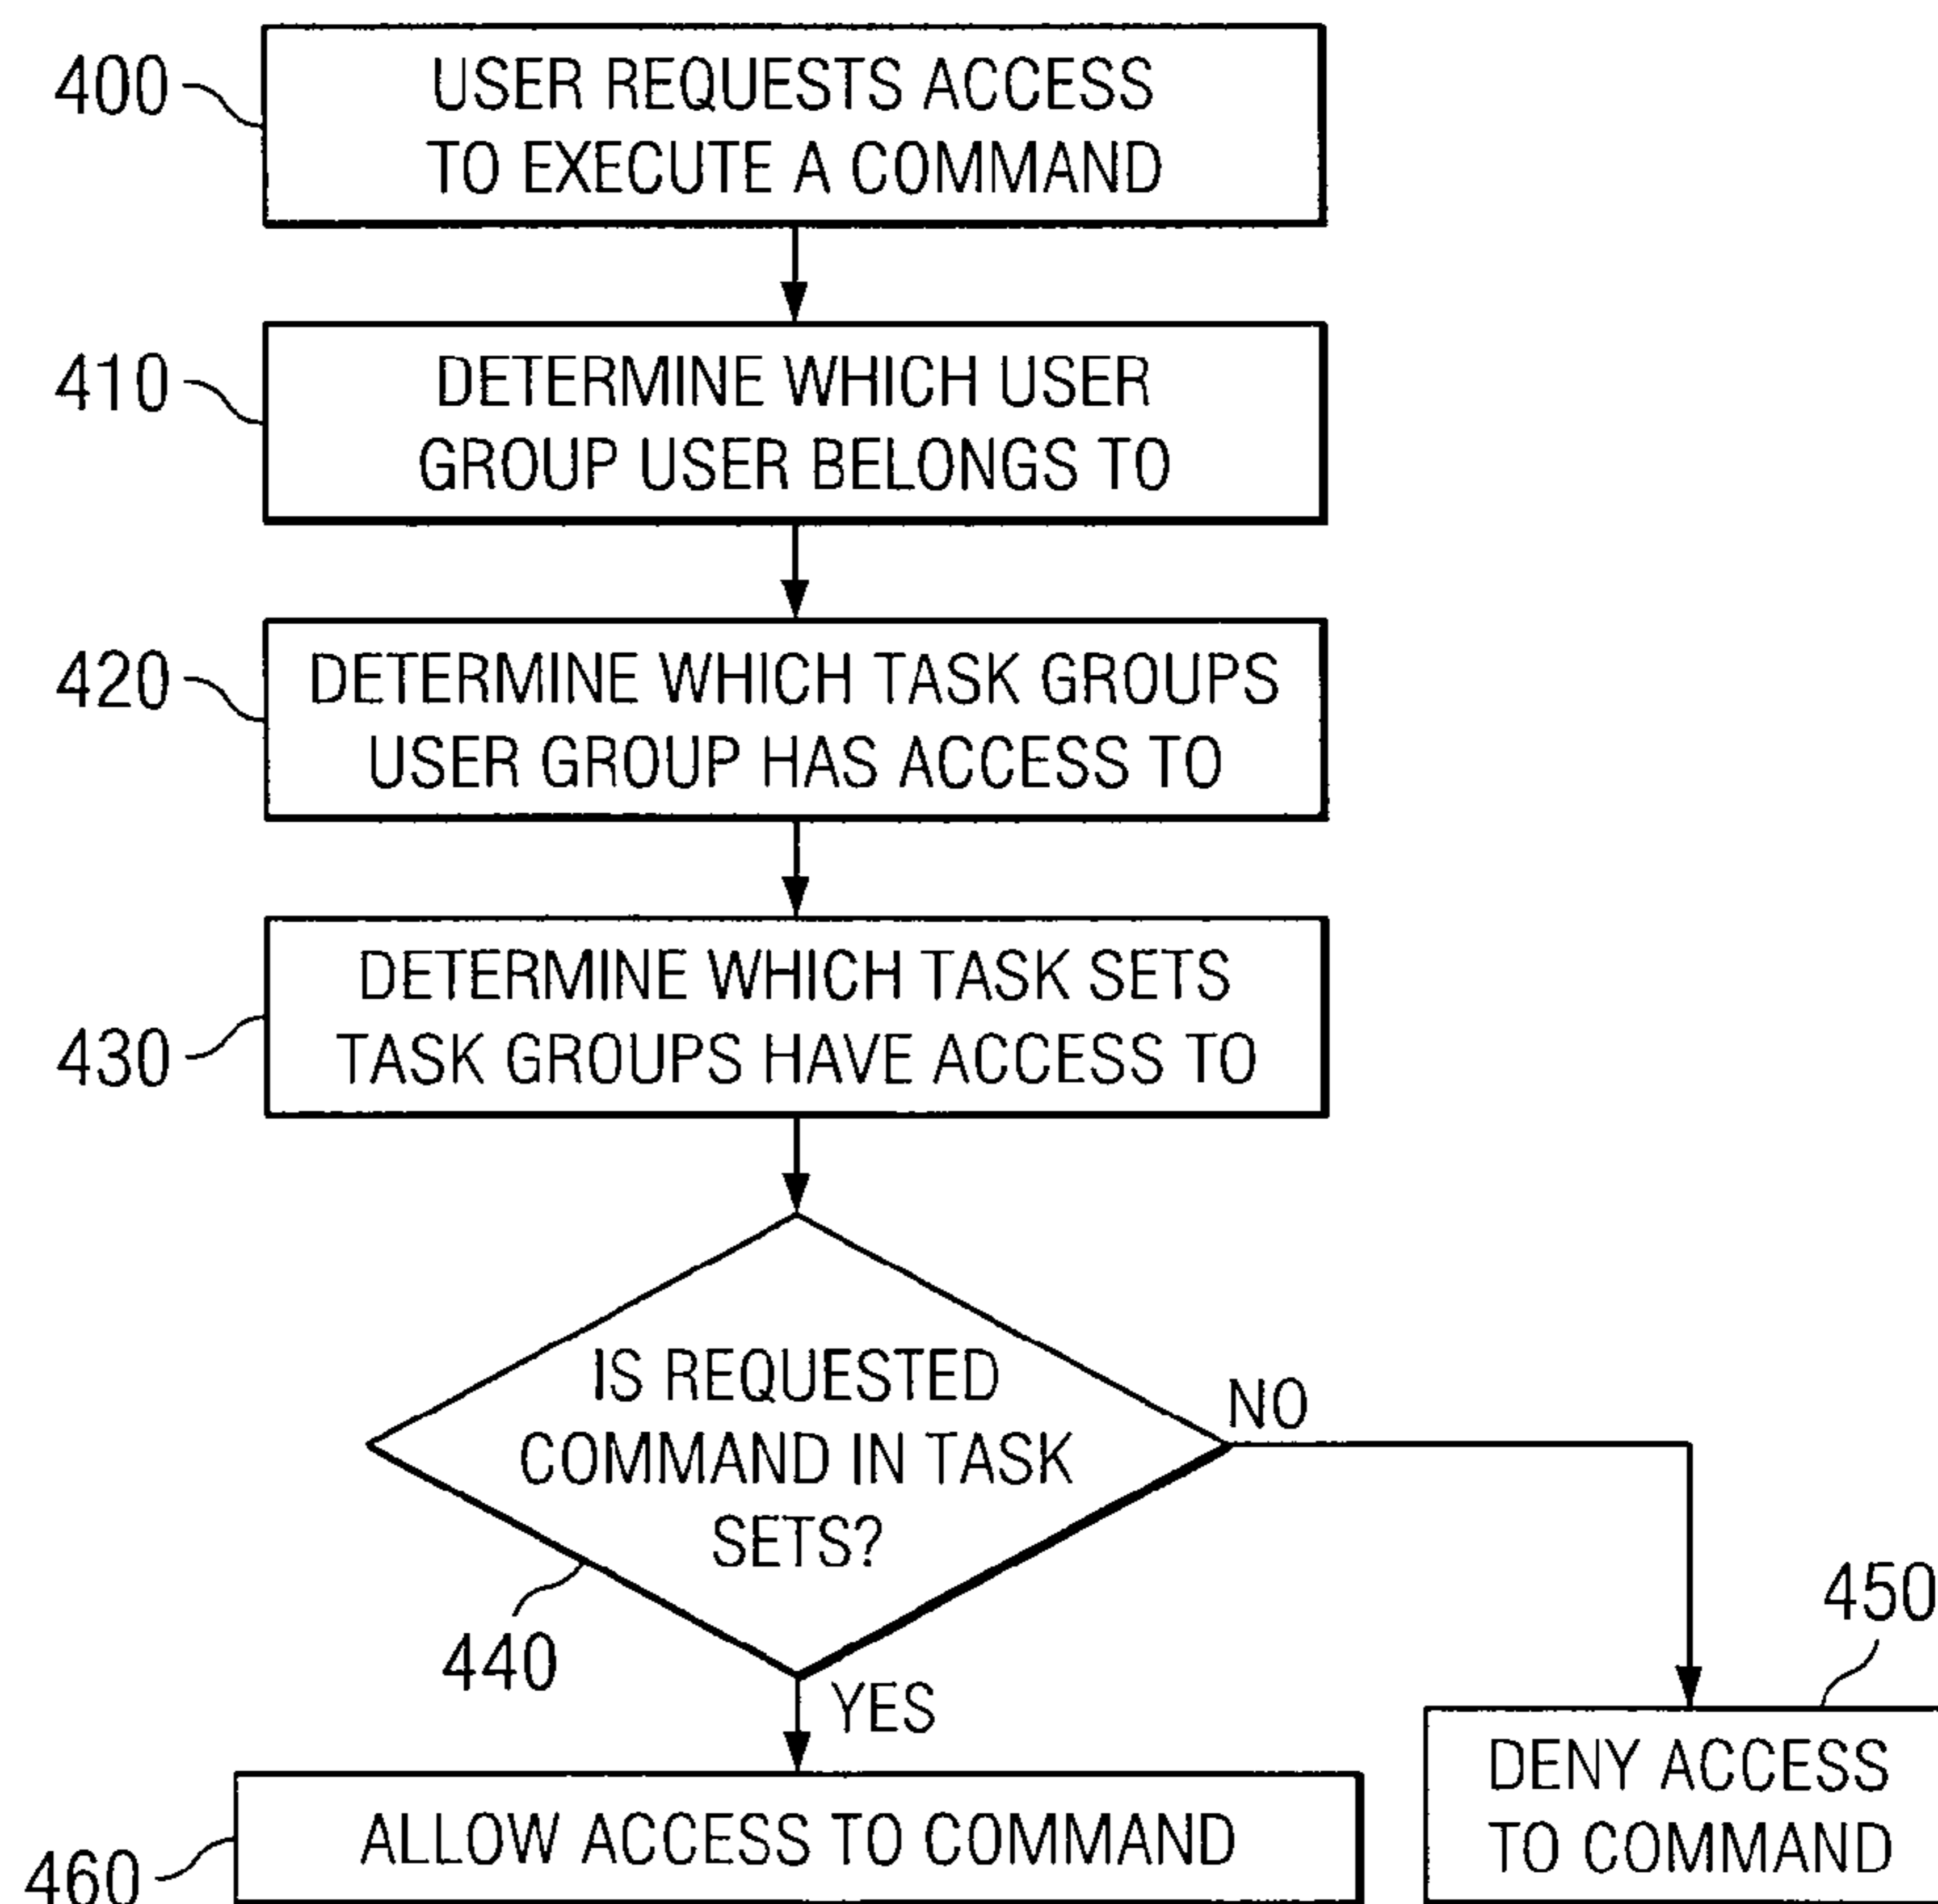 400
USER REQUESTS ACCESS
TO EXECUTE A COMMAND
410
DETERMINE WHICH USER
GROUP USER BELONGS TO
420
DETERMINE WHICH TASK GROUPS
USER GROUP HAS ACCESS TO
430
DETERMINE WHICH TASK SETS
TASK GROUPS HAVE ACCESS TO
IS REQUESTED
COMMAND IN TASK
SETS?
NO
440
YES
450
DENY ACCESS
TO COMMAND
460
ALLOW ACCESS TO COMMAND